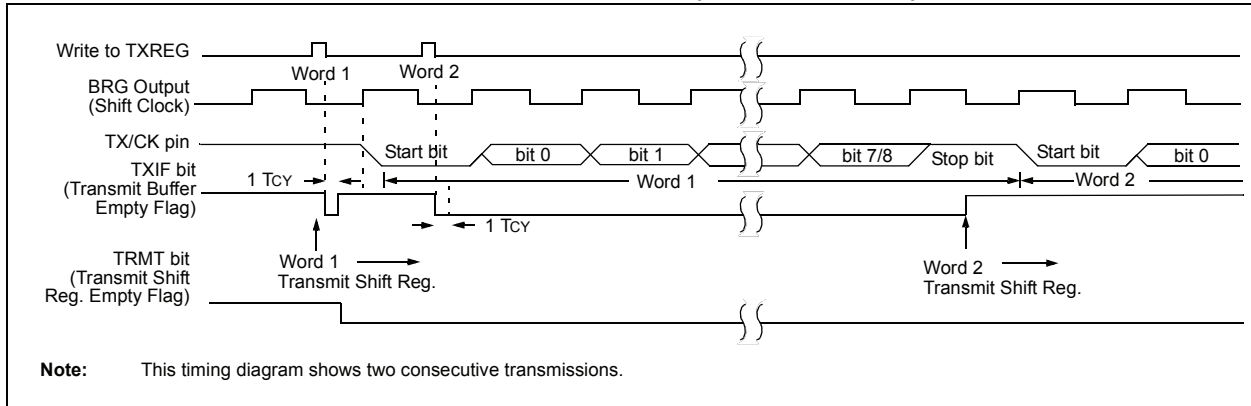 Write to TXREG
Word 1
Word 2
BRG Output
(Shift Clock)
TX/CK pin
Start bit
bit 0
bit 1
bit 7/8
Stop bit
Start bit
bit 0
TXIF bit
(Transmit Buffer
Empty Flag)
1 TCY
Word 1
Word 2
1 TCY
Word 1
Transmit Shift Reg.
Word 2
Transmit Shift Reg.
TRMT bit
(Transmit Shift
Reg. Empty Flag)
Note: This timing diagram shows two consecutive transmissions.